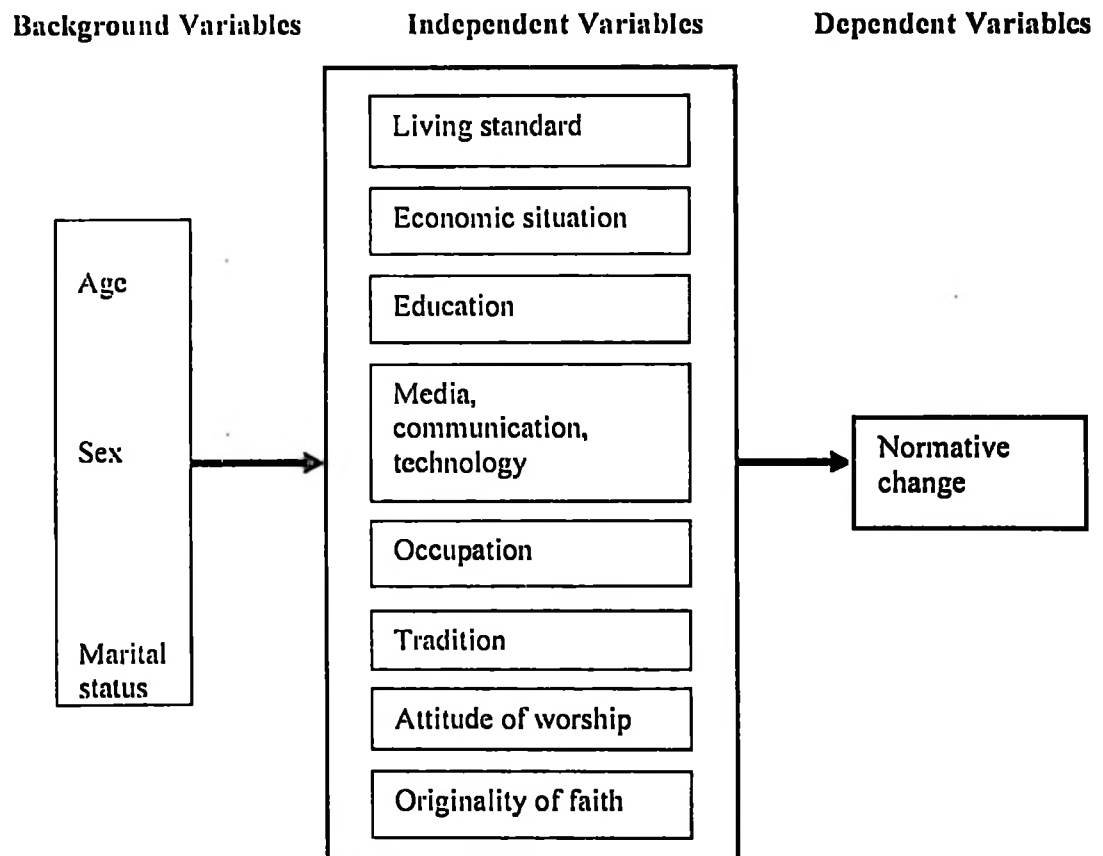 Background Variables
Independent Variables
Dependent Variables
Age
Sex
Marital
status
Living standard
Economic situation
Education
Media,
communication,
technology
Occupation
Tradition
Attitude of worship
Originality of faith
Normative
change